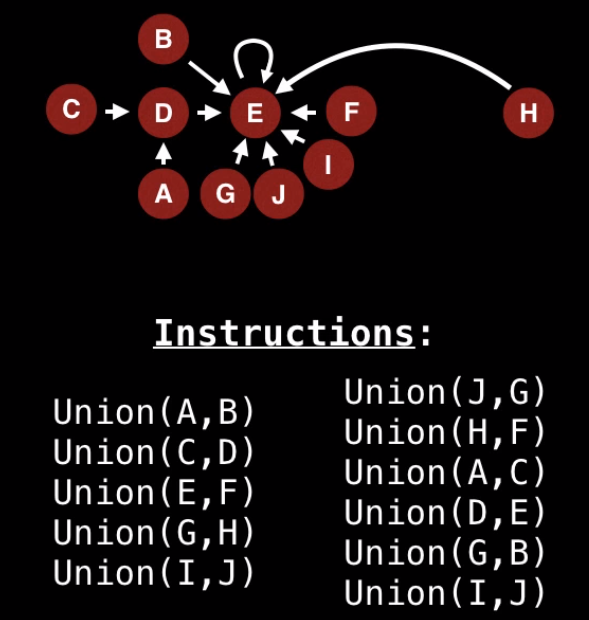 B
C
D
E
F
H
I
A
G
J
Instructions:
Union(A,B)
Union(C,D)
Union(E,F)
Union(G,H)
Union(I,J)
Union(J,G)
Union(H,F)
Union(A,C)
Union(D,E)
Union(G,B)
Union(I,J)